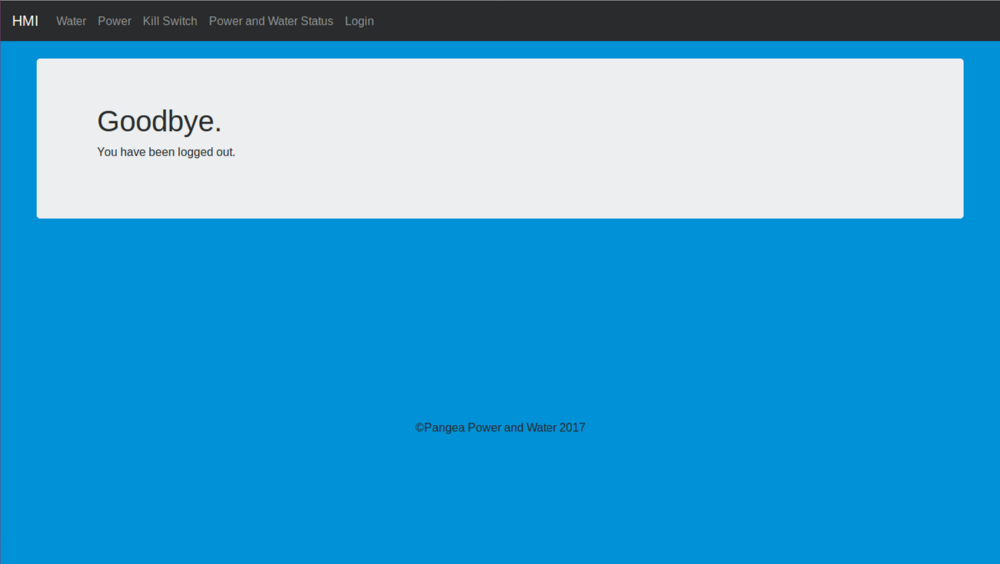 HMI Water Power Kill Switch Power and Water Status Login
Goodbye.
You have been logged out.
©Pangea Power and Water 2017